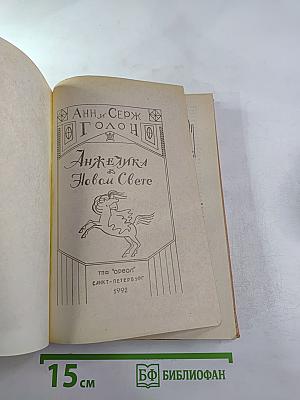 АНН и СЕРЖ
ГОЛОН
АНЖЕЛИКА
в
Новом Свете
ТПО "ОРЕОЛ"
САНКТ-ПЕТЕРБУРГ
1992
15 см
БФ БИБЛИОФАН